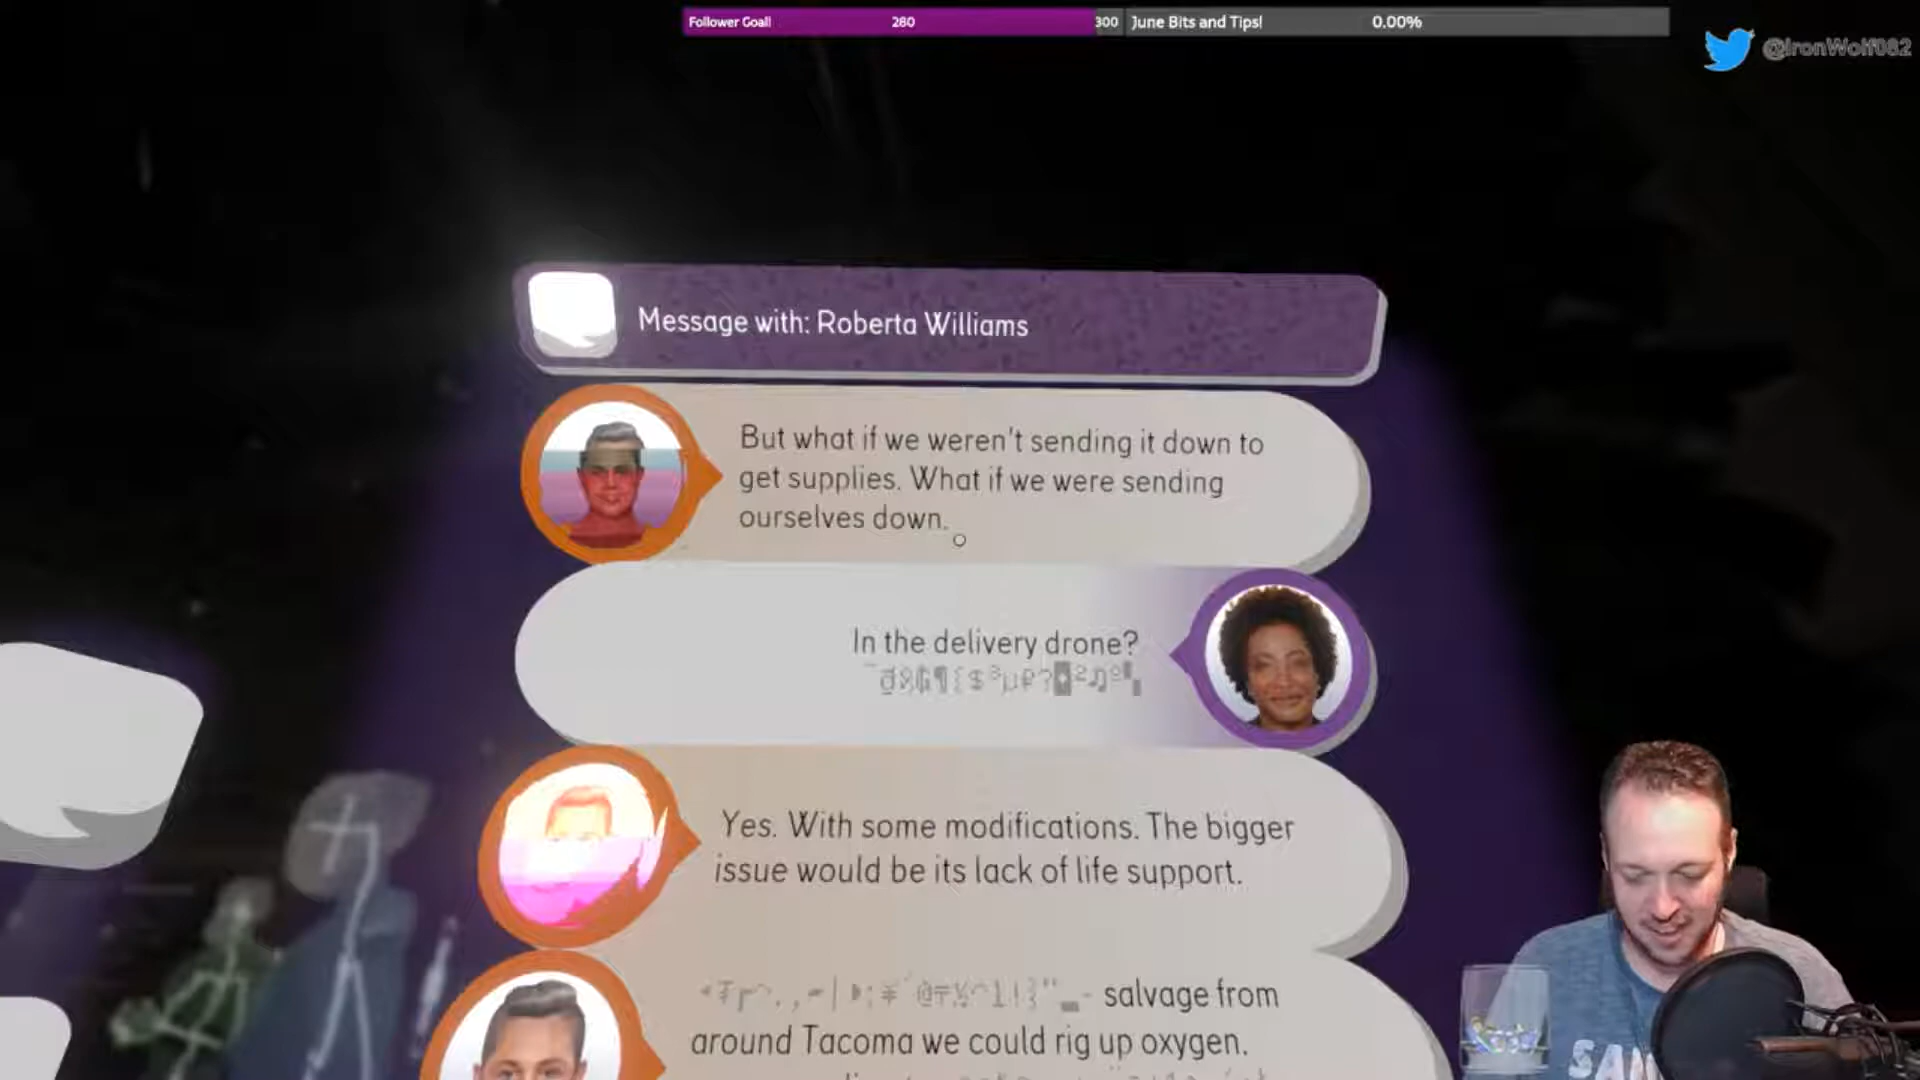 Follower Goal! 280 300 June Bits and Tips! 0.00%
@IronWolf082
Message with: Roberta Williams
But what if we weren't sending it down to
get supplies. What if we were sending
ourselves down.
In the delivery drone?
Yes. With some modifications. The bigger
issue would be its lack of life support.
salvage from
around Tacoma we could rig up oxygen.